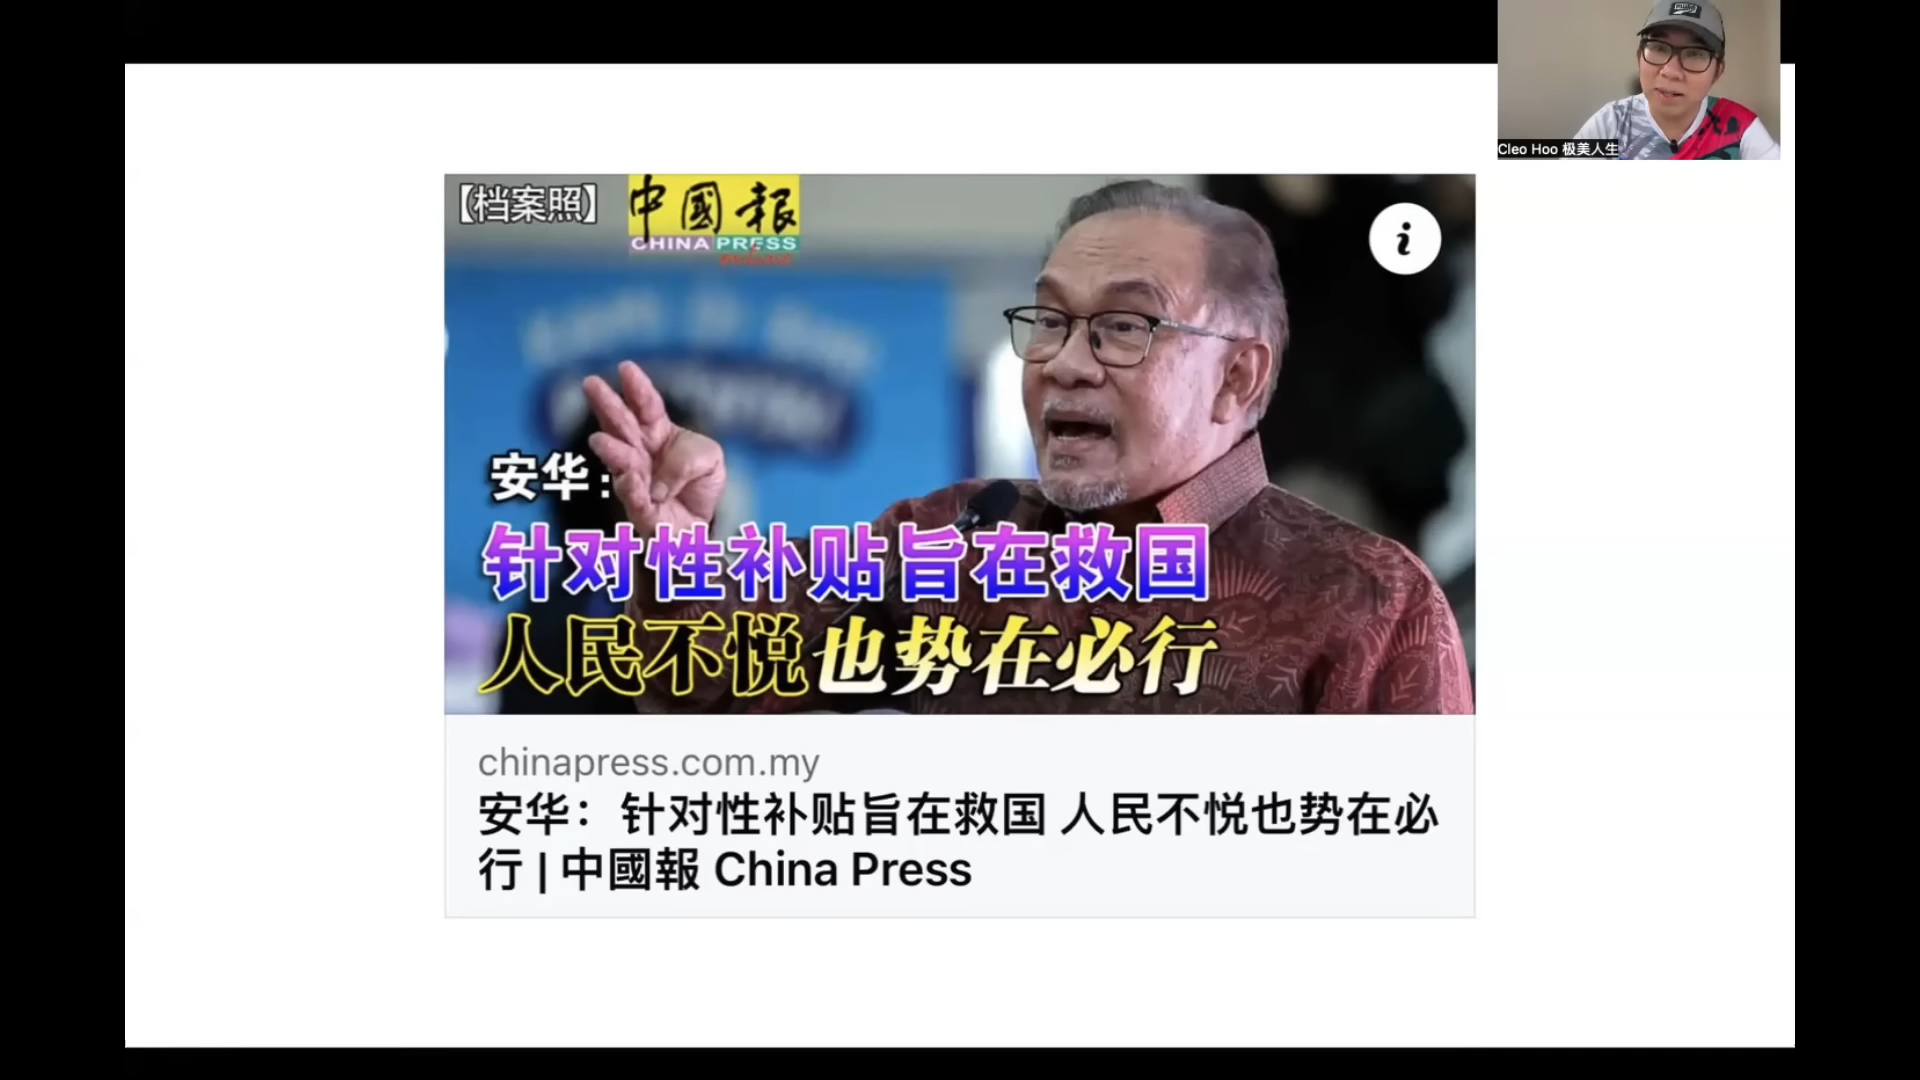 Cleo Hoo 极美人生
【档案照】
中國報
CHINA PRESS
online
安华：
针对性补贴旨在救国
人民不悦也势在必行
chinapress.com.my
安华：针对性补贴旨在救国 人民不悦也势在必
行 | 中國報 China Press